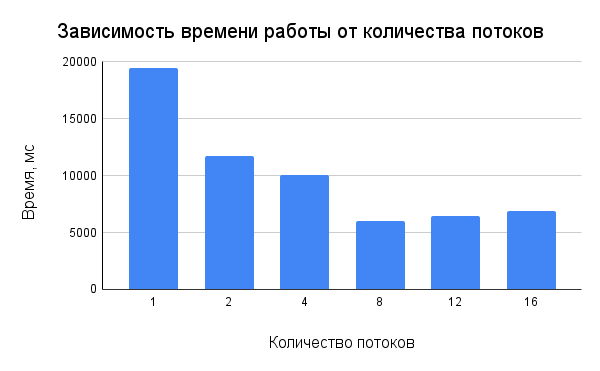 Зависимость времени работы от количества потоков
20000
15000
10000
5000
0
Время, мс
1 2 4 8 12 16
Количество потоков